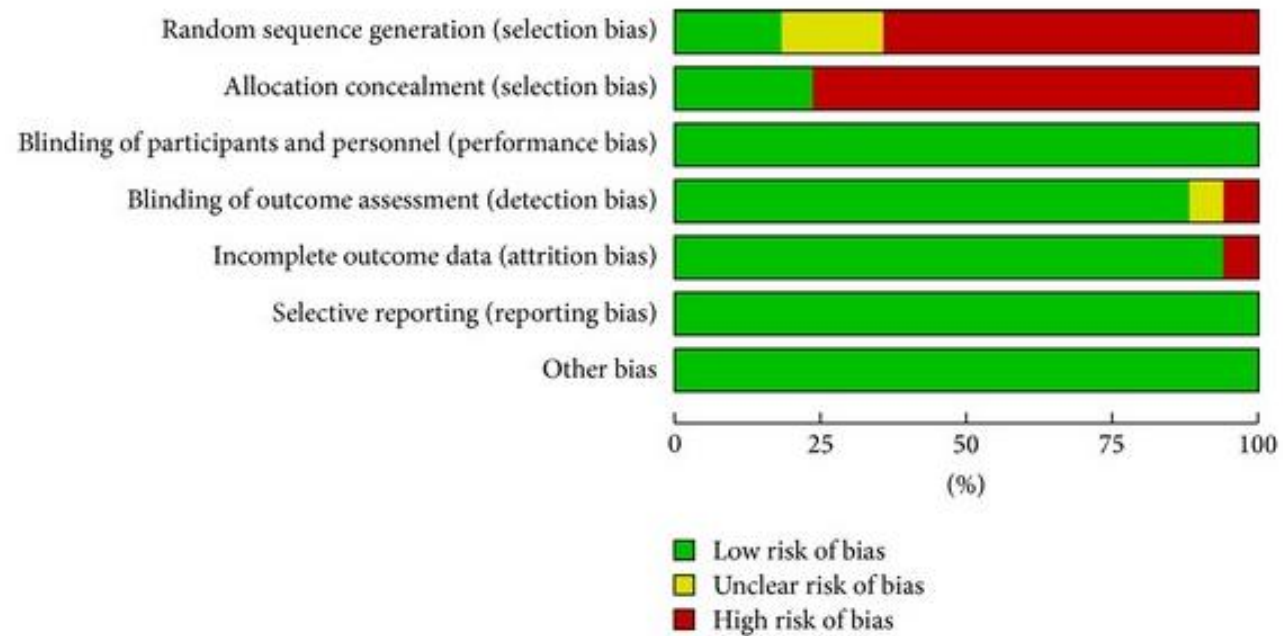 Random sequence generation (selection bias)
Allocation concealment (selection bias)
Blinding of participants and personnel (performance bias)
Blinding of outcome assessment (detection bias)
Incomplete outcome data (attrition bias)
Selective reporting (reporting bias)
Other bias
0 25 50 75 100
(%)
Low risk of bias
Unclear risk of bias
High risk of bias